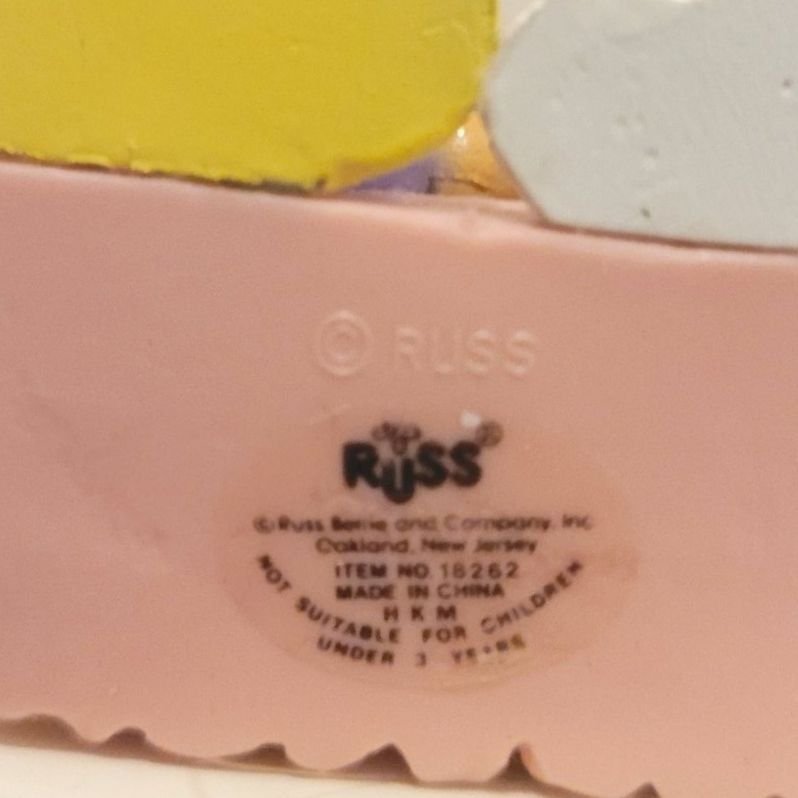 © RUSS
RUSS®
© Russ Berrie and Company, Inc.
Oakland, New Jersey
ITEM NO 18262
MADE IN CHINA
H K M
NOT SUITABLE FOR CHILDREN
UNDER 3 YEARS